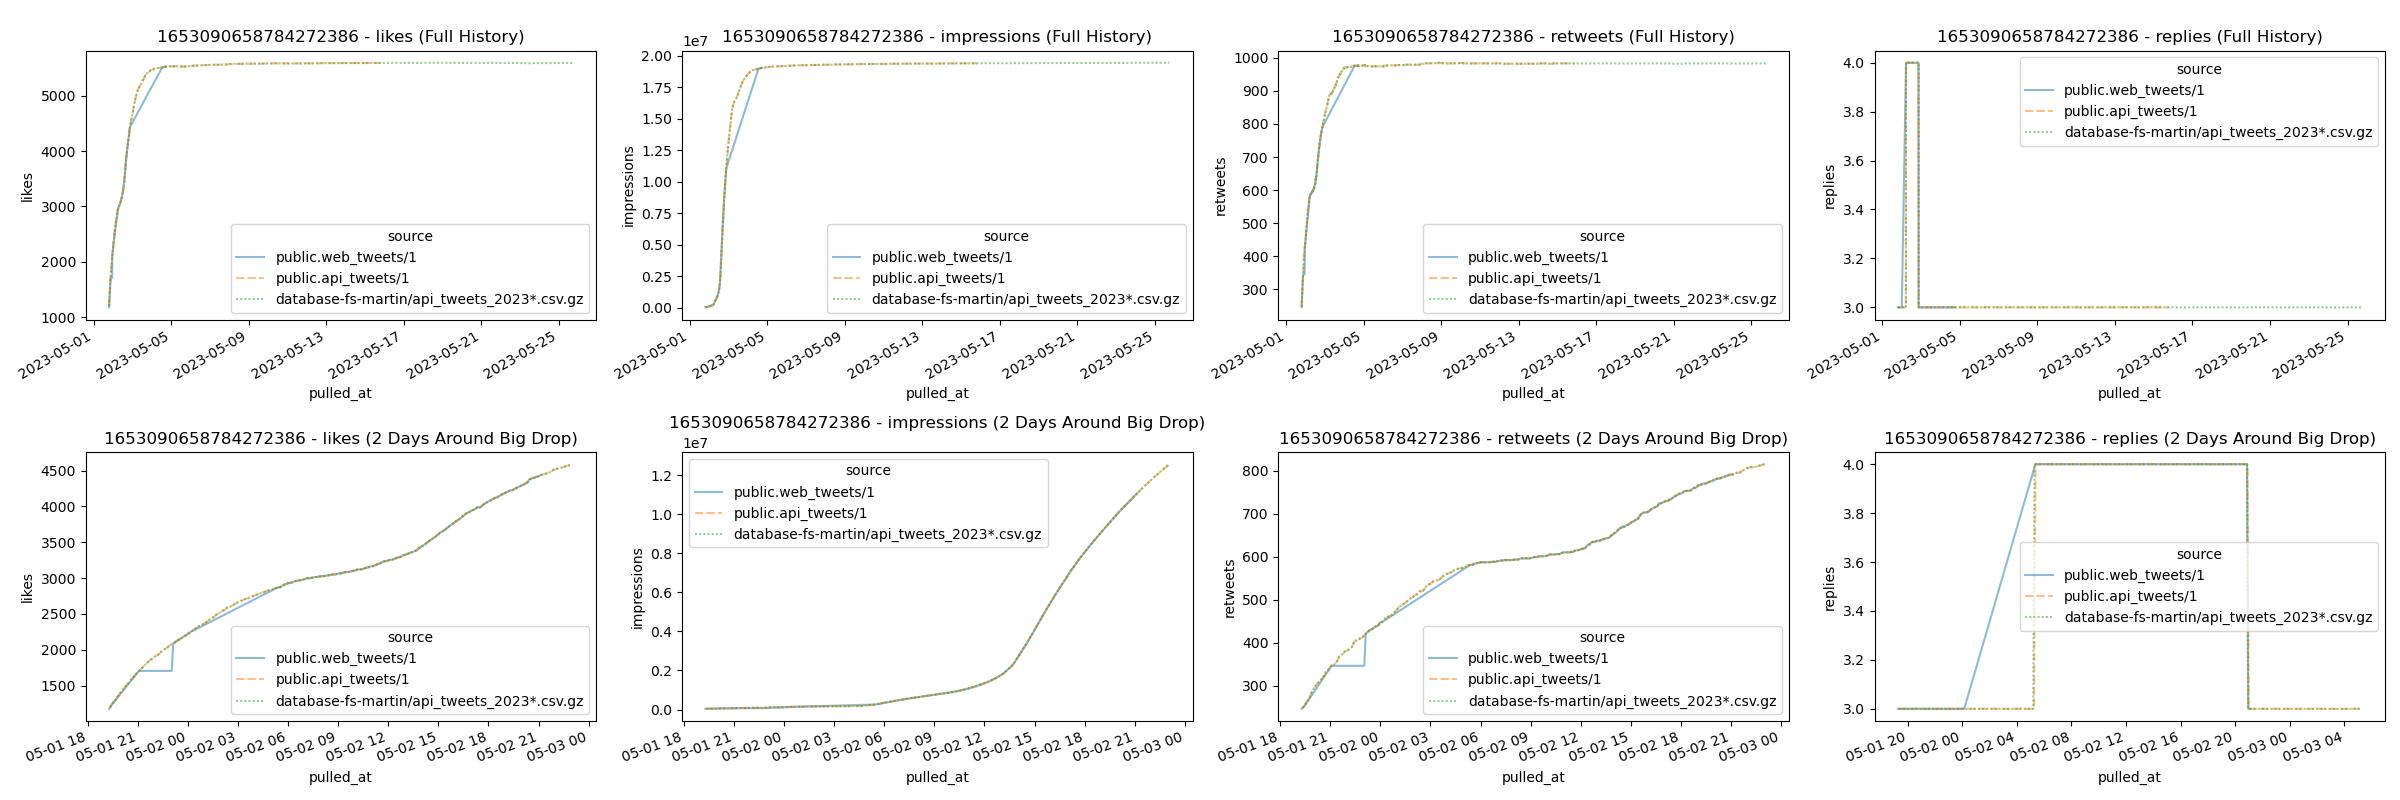 1653090658784272386 - likes (Full History)
likes
5000
4000
3000
2000
1000
source
public.web_tweets/1
public.api_tweets/1
database-fs-martin/api_tweets_2023*.csv.gz
2023-05-01
2023-05-05
2023-05-09
2023-05-13
2023-05-17
2023-05-21
2023-05-25
pulled_at
1653090658784272386 - impressions (Full History)
1e7
impressions
2.00
1.75
1.50
1.25
1.00
0.75
0.50
0.25
0.00
source
public.web_tweets/1
public.api_tweets/1
database-fs-martin/api_tweets_2023*.csv.gz
2023-05-01
2023-05-05
2023-05-09
2023-05-13
2023-05-17
2023-05-21
2023-05-25
pulled_at
1653090658784272386 - retweets (Full History)
retweets
1000
900
800
700
600
500
400
300
source
public.web_tweets/1
public.api_tweets/1
database-fs-martin/api_tweets_2023*.csv.gz
2023-05-01
2023-05-05
2023-05-09
2023-05-13
2023-05-17
2023-05-21
2023-05-25
pulled_at
1653090658784272386 - replies (Full History)
replies
4.0
3.8
3.6
3.4
3.2
3.0
source
public.web_tweets/1
public.api_tweets/1
database-fs-martin/api_tweets_2023*.csv.gz
2023-05-01
2023-05-05
2023-05-09
2023-05-13
2023-05-17
2023-05-21
2023-05-25
pulled_at
1653090658784272386 - likes (2 Days Around Big Drop)
likes
4500
4000
3500
3000
2500
2000
1500
source
public.web_tweets/1
public.api_tweets/1
database-fs-martin/api_tweets_2023*.csv.gz
05-01 18
05-01 21
05-02 00
05-02 03
05-02 06
05-02 09
05-02 12
05-02 15
05-02 18
05-02 21
05-03 00
pulled_at
1653090658784272386 - impressions (2 Days Around Big Drop)
1e7
impressions
1.2
1.0
0.8
0.6
0.4
0.2
0.0
source
public.web_tweets/1
public.api_tweets/1
database-fs-martin/api_tweets_2023*.csv.gz
05-01 18
05-01 21
05-02 00
05-02 03
05-02 06
05-02 09
05-02 12
05-02 15
05-02 18
05-02 21
05-03 00
pulled_at
1653090658784272386 - retweets (2 Days Around Big Drop)
retweets
800
700
600
500
400
300
source
public.web_tweets/1
public.api_tweets/1
database-fs-martin/api_tweets_2023*.csv.gz
05-01 18
05-01 21
05-02 00
05-02 03
05-02 06
05-02 09
05-02 12
05-02 15
05-02 18
05-02 21
05-03 00
pulled_at
1653090658784272386 - replies (2 Days Around Big Drop)
replies
4.0
3.8
3.6
3.4
3.2
3.0
source
public.web_tweets/1
public.api_tweets/1
database-fs-martin/api_tweets_2023*.csv.gz
05-01 20
05-02 00
05-02 04
05-02 08
05-02 12
05-02 16
05-02 20
05-03 00
05-03 04
pulled_at